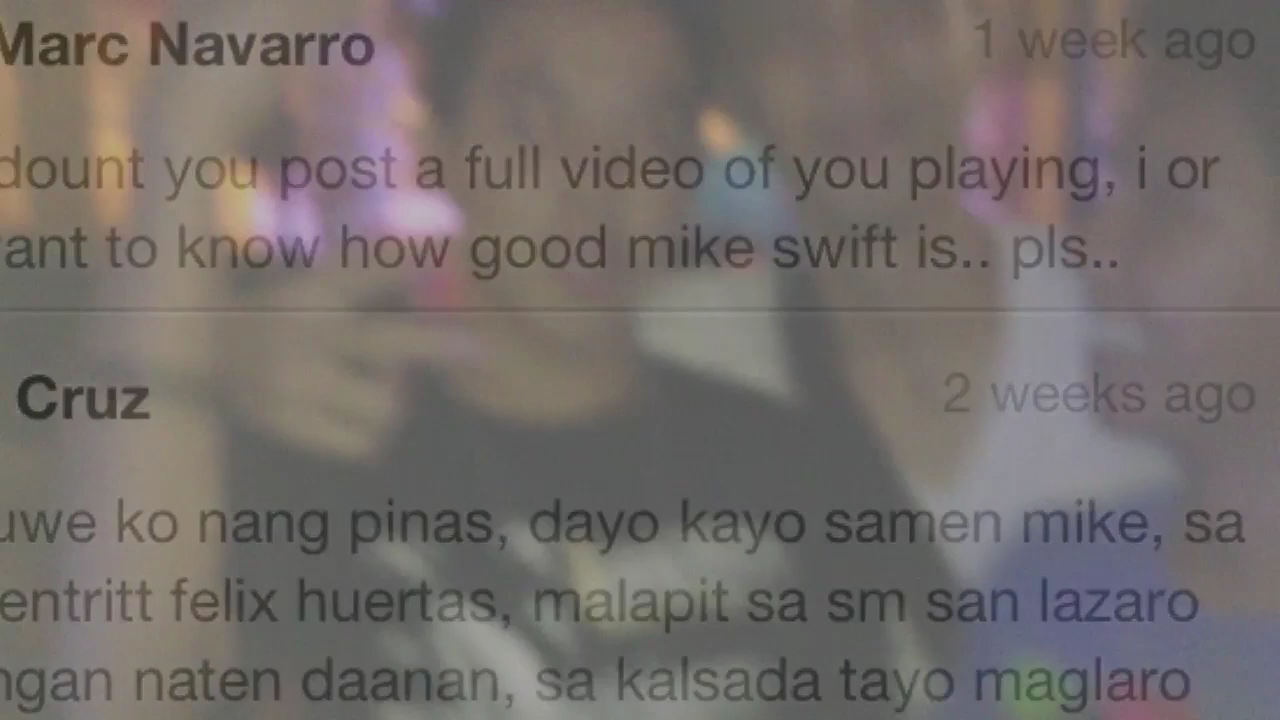 Marc Navarro 1 week ago
dount you post a full video of you playing, i or
ant to know how good mike swift is.. pls..
Cruz 2 weeks ago
uwe ko nang pinas, dayo kayo samen mike, sa
entritt felix huertas, malapit sa sm san lazaro
ngan naten daanan, sa kalsada tayo maglaro